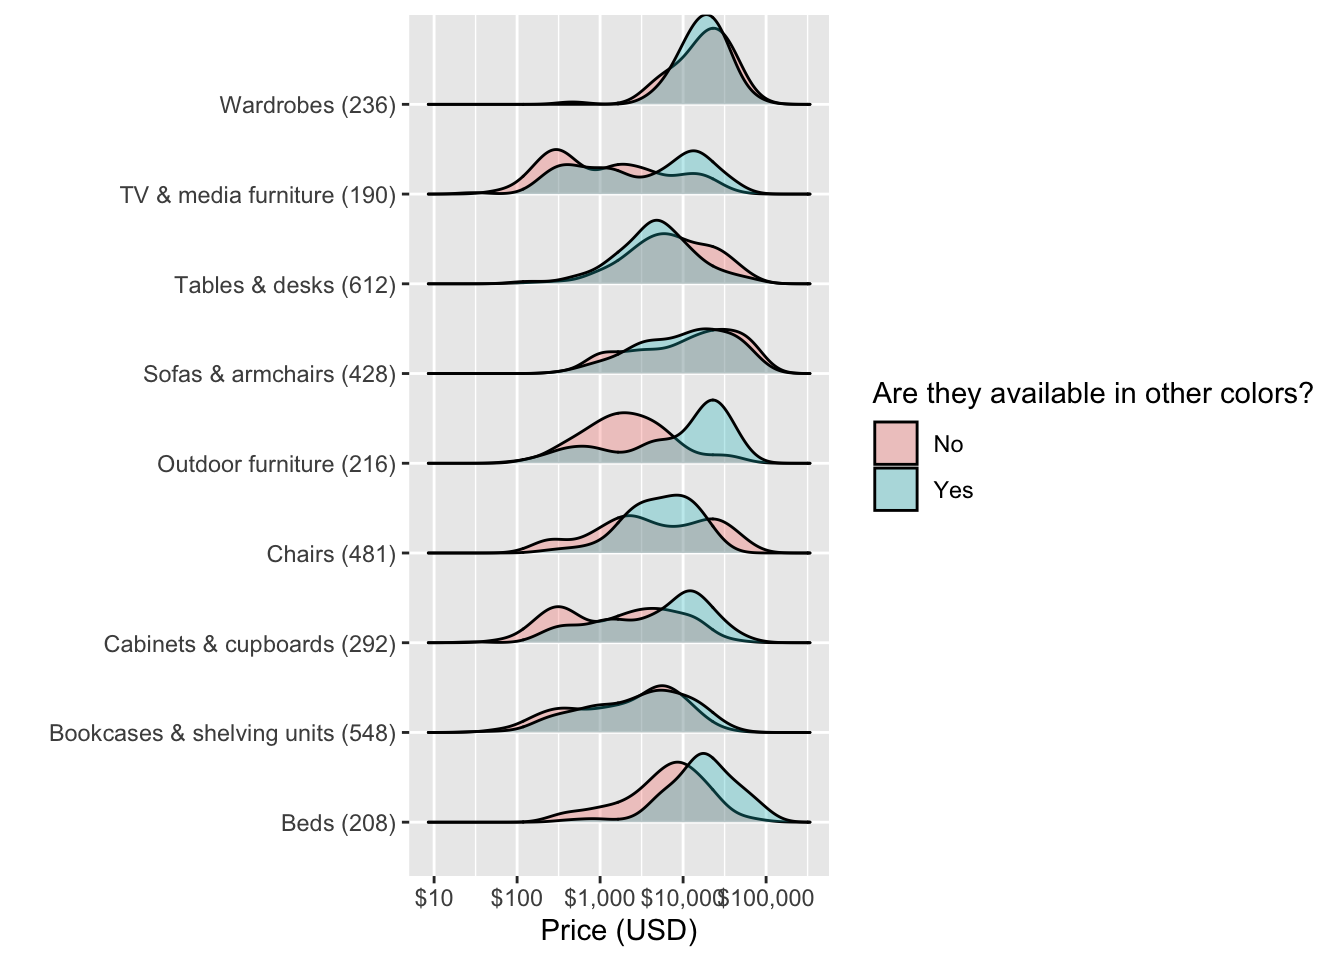 Wardrobes (236)
TV & media furniture (190)
Tables & desks (612)
Sofas & armchairs (428)
Outdoor furniture (216)
Chairs (481)
Cabinets & cupboards (292)
Bookcases & shelving units (548)
Beds (208)
$10 $100 $1,000 $10,000 $100,000
Price (USD)
Are they available in other colors?
No
Yes